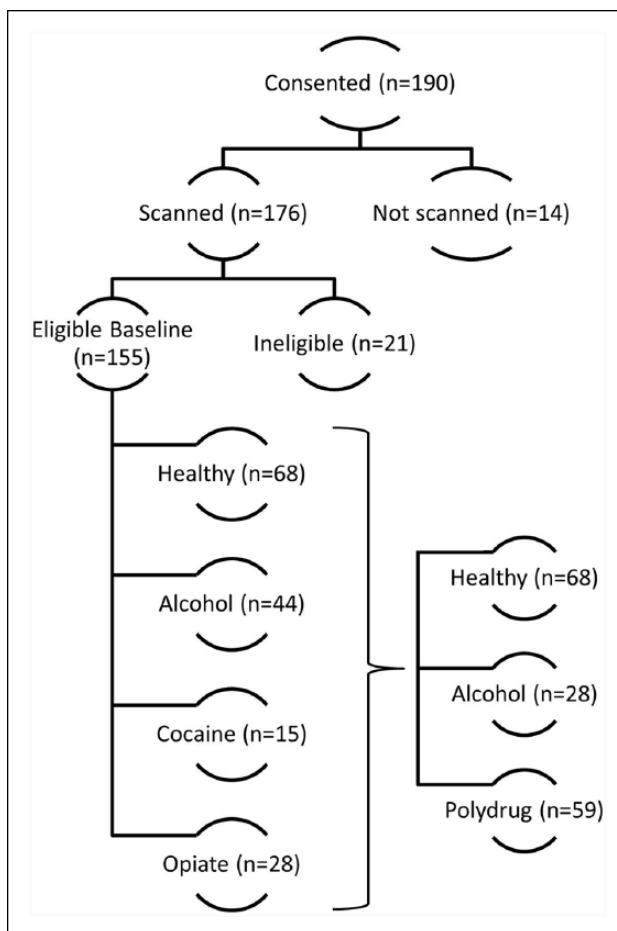 Consented (n=190)
Scanned (n=176)
Not scanned (n=14)
Eligible Baseline
(n=155)
Ineligible (n=21)
Healthy (n=68)
Alcohol (n=44)
Cocaine (n=15)
Opiate (n=28)
Healthy (n=68)
Alcohol (n=28)
Polydrug (n=59)